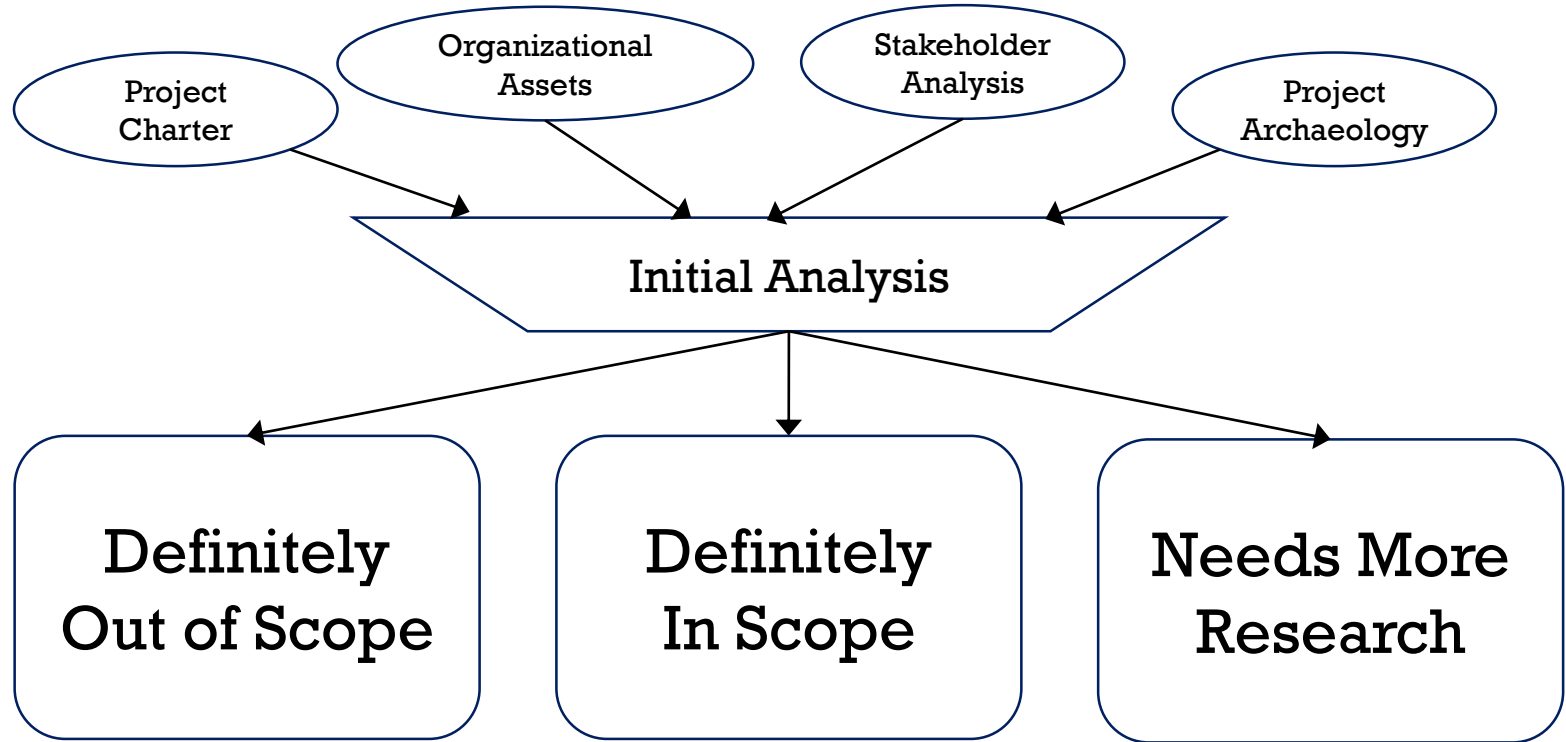 Project
Charter
Organizational
Assets
Stakeholder
Analysis
Project
Archaeology
Initial Analysis
Definitely
Out of Scope
Definitely
In Scope
Needs More
Research